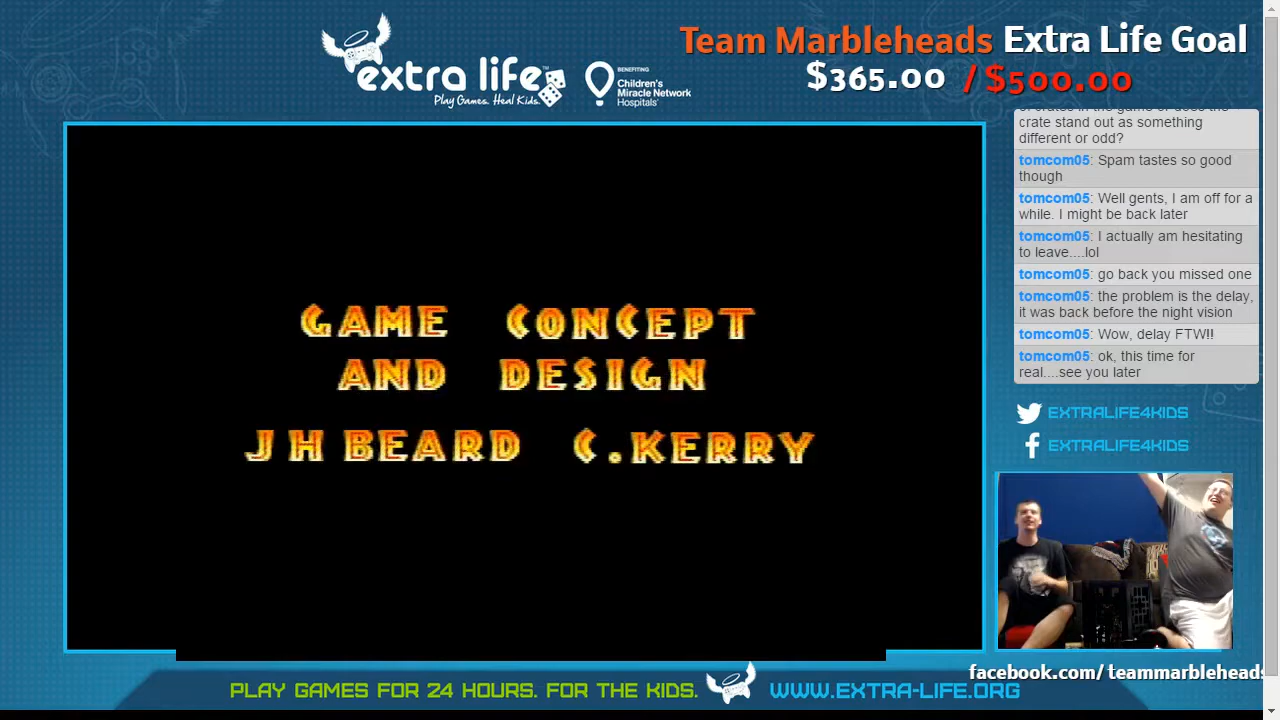 extra life™
Play Games. Heal Kids.
BENEFITING
Children's
Miracle Network
Hospitals
Team Marbleheads Extra Life Goal
$365.00 / $500.00
crate stand out as something
different or odd?
tomcom05: Spam tastes so good
though
tomcom05: Well gents, I am off for a
while. I might be back later
tomcom05: I actually am hesitating
to leave....lol
tomcom05: go back you missed one
tomcom05: the problem is the delay,
it was back before the night vision
tomcom05: Wow, delay FTW!!
tomcom05: ok, this time for
real....see you later
EXTRALIFE4KIDS
EXTRALIFE4KIDS
GAME CONCEPT
AND DESIGN
J H BEARD C.KERRY
facebook.com/ teammarbleheads
PLAY GAMES FOR 24 HOURS. FOR THE KIDS. WWW.EXTRA-LIFE.ORG